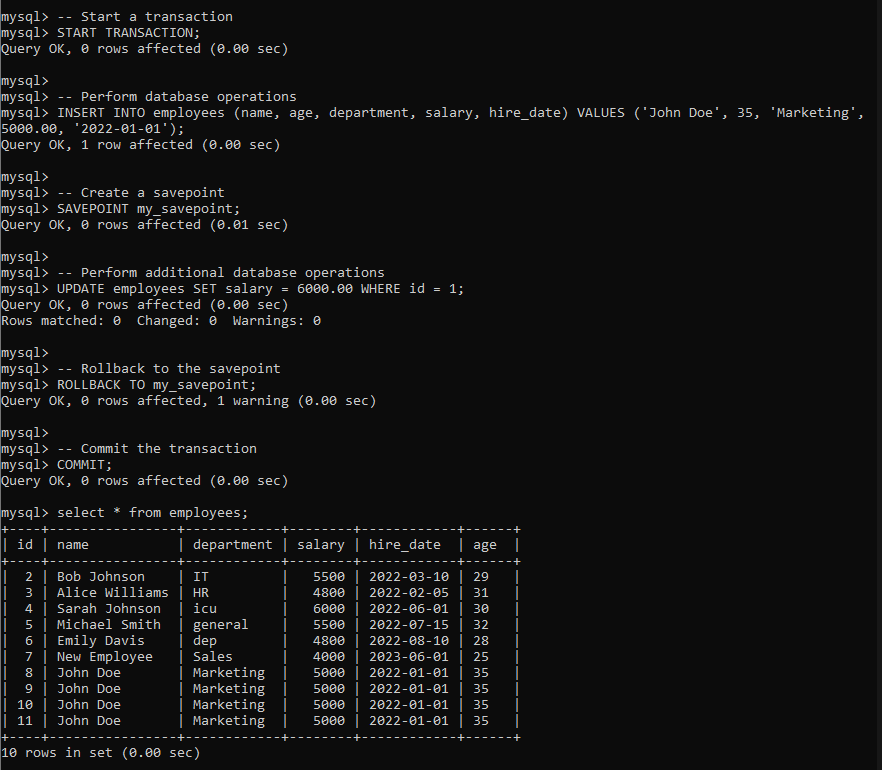 mysql> -- Start a transaction
mysql> START TRANSACTION;
Query OK, 0 rows affected (0.00 sec)

mysql>
mysql> -- Perform database operations
mysql> INSERT INTO employees (name, age, department, salary, hire_date) VALUES ('John Doe', 35, 'Marketing',
5000.00, '2022-01-01');
Query OK, 1 row affected (0.00 sec)

mysql>
mysql> -- Create a savepoint
mysql> SAVEPOINT my_savepoint;
Query OK, 0 rows affected (0.01 sec)

mysql>
mysql> -- Perform additional database operations
mysql> UPDATE employees SET salary = 6000.00 WHERE id = 1;
Query OK, 0 rows affected (0.00 sec)
Rows matched: 0  Changed: 0  Warnings: 0

mysql>
mysql> -- Rollback to the savepoint
mysql> ROLLBACK TO my_savepoint;
Query OK, 0 rows affected, 1 warning (0.00 sec)

mysql>
mysql> -- Commit the transaction
mysql> COMMIT;
Query OK, 0 rows affected (0.00 sec)

mysql> select * from employees;
+----+----------------+------------+--------+------------+------+
| id | name           | department | salary | hire_date  | age  |
+----+----------------+------------+--------+------------+------+
|  2 | Bob Johnson    | IT         |   5500 | 2022-03-10 | 29   |
|  3 | Alice Williams | HR         |   4800 | 2022-02-05 | 31   |
|  4 | Sarah Johnson  | icu        |   6000 | 2022-06-01 | 30   |
|  5 | Michael Smith  | general    |   5500 | 2022-07-15 | 32   |
|  6 | Emily Davis    | dep        |   4800 | 2022-08-10 | 28   |
|  7 | New Employee   | Sales      |   4000 | 2023-06-01 | 25   |
|  8 | John Doe       | Marketing  |   5000 | 2022-01-01 | 35   |
|  9 | John Doe       | Marketing  |   5000 | 2022-01-01 | 35   |
| 10 | John Doe       | Marketing  |   5000 | 2022-01-01 | 35   |
| 11 | John Doe       | Marketing  |   5000 | 2022-01-01 | 35   |
+----+----------------+------------+--------+------------+------+
10 rows in set (0.00 sec)